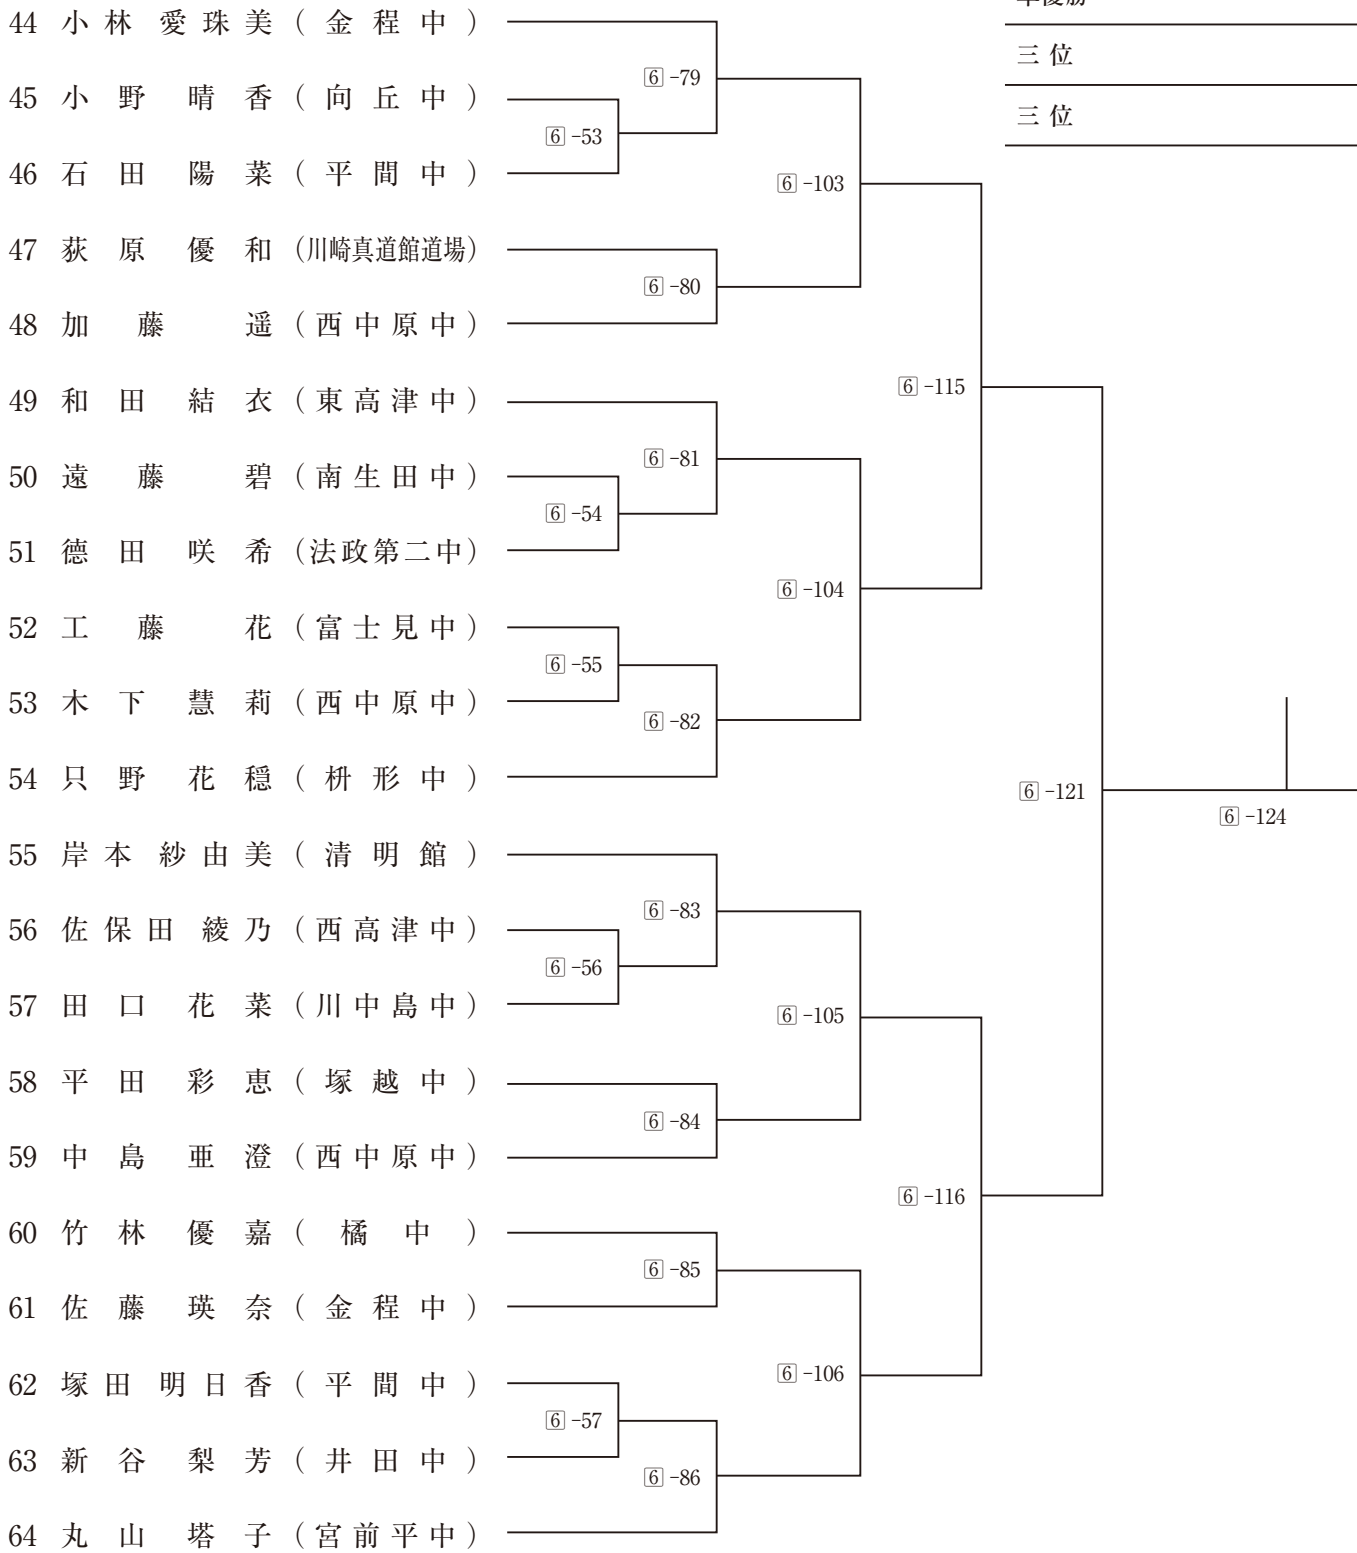 準優勝
三位
三位
44 小林 愛珠美 (金程中)
45 小野 晴香 (向丘中)
46 石田 陽菜 (平間中)
47 荻原 優和 (川崎真道館道場)
48 加藤 遥 (西中原中)
49 和田 結衣 (東高津中)
50 遠藤 碧 (南生田中)
51 徳田 咲希 (法政第二中)
52 工藤 花 (富士見中)
53 木下 慧莉 (西中原中)
54 只野 花穏 (枡形中)
55 岸本 紗由美 (清明館)
56 佐保田 綾乃 (西高津中)
57 田口 花菜 (川中島中)
58 平田 彩恵 (塚越中)
59 中島 亜澄 (西中原中)
60 竹林 優嘉 (橘中)
61 佐藤 瑛奈 (金程中)
62 塚田 明日香 (平間中)
63 新谷 梨芳 (井田中)
64 丸山 塔子 (宮前平中)
6-53
6-54
6-55
6-56
6-57
6-79
6-80
6-81
6-82
6-83
6-84
6-85
6-86
6-103
6-104
6-105
6-106
6-115
6-116
6-121
6-124